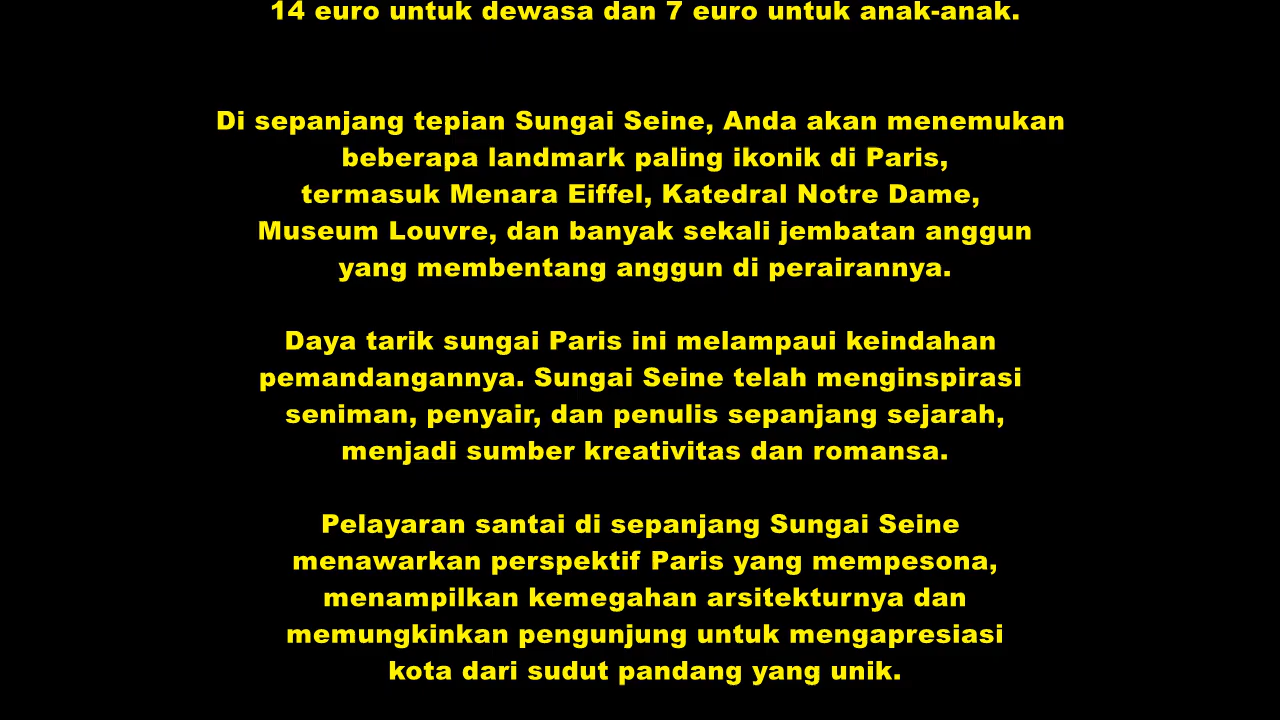 14 euro untuk dewasa dan 7 euro untuk anak-anak.
Di sepanjang tepian Sungai Seine, Anda akan menemukan
beberapa landmark paling ikonik di Paris,
termasuk Menara Eiffel, Katedral Notre Dame,
Museum Louvre, dan banyak sekali jembatan anggun
yang membentang anggun di perairannya.
Daya tarik sungai Paris ini melampaui keindahan
pemandangannya. Sungai Seine telah menginspirasi
seniman, penyair, dan penulis sepanjang sejarah,
menjadi sumber kreativitas dan romansa.
Pelayaran santai di sepanjang Sungai Seine
menawarkan perspektif Paris yang mempesona,
menampilkan kemegahan arsitekturnya dan
memungkinkan pengunjung untuk mengapresiasi
kota dari sudut pandang yang unik.